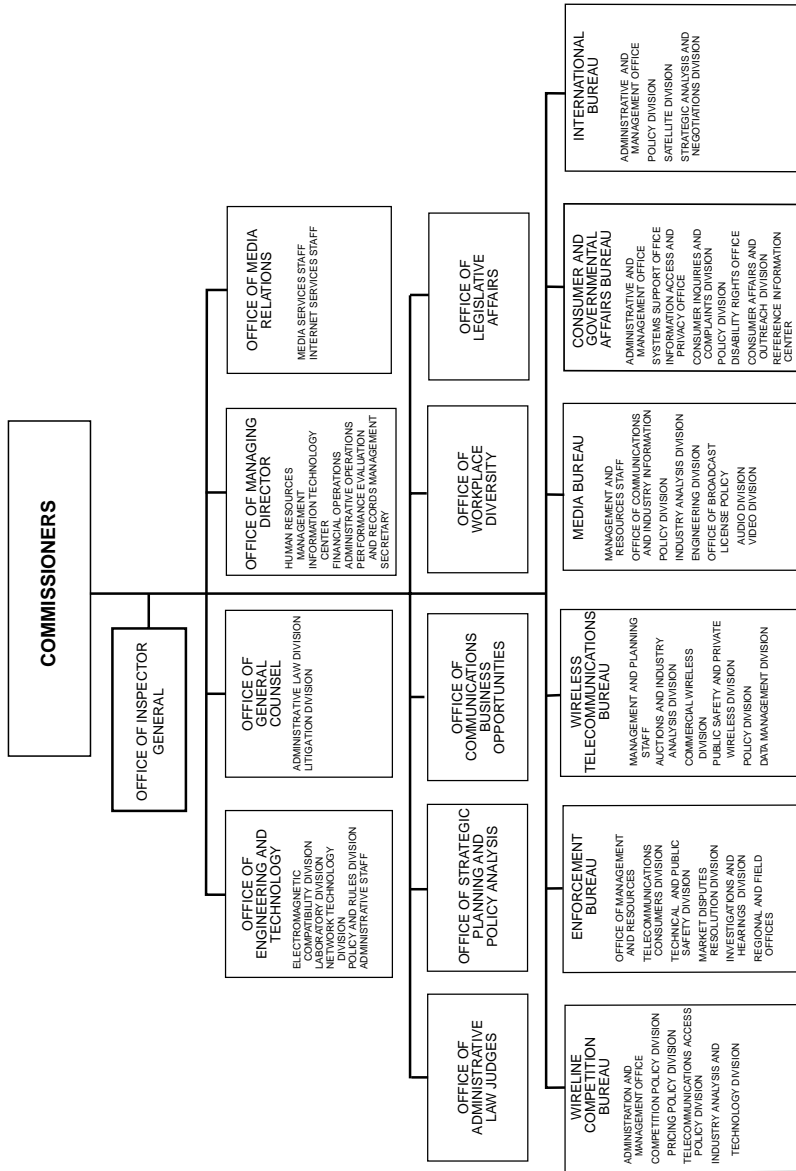 COMMISSIONERS
OFFICE OF INSPECTOR
GENERAL
OFFICE OF
ENGINEERING AND
TECHNOLOGY
ELECTROMAGNETIC
COMPATIBILITY DIVISION
LABORATORY DIVISION
NETWORK TECHNOLOGY
DIVISION
POLICY AND RULES DIVISION
ADMINISTRATIVE STAFF
OFFICE OF
GENERAL
COUNSEL
ADMINISTRATIVE LAW DIVISION
LITIGATION DIVISION
OFFICE OF MANAGING
DIRECTOR
HUMAN RESOURCES
MANAGEMENT
INFORMATION TECHNOLOGY
CENTER
FINANCIAL OPERATIONS
ADMINISTRATIVE OPERATIONS
PERFORMANCE EVALUATION
AND RECORDS MANAGEMENT
SECRETARY
OFFICE OF MEDIA
RELATIONS
MEDIA SERVICES STAFF
INTERNET SERVICES STAFF
OFFICE OF
ADMINISTRATIVE
LAW JUDGES
OFFICE OF STRATEGIC
PLANNING AND
POLICY ANALYSIS
OFFICE OF
COMMUNICATIONS
BUSINESS
OPPORTUNITIES
OFFICE OF
WORKPLACE
DIVERSITY
OFFICE OF
LEGISLATIVE
AFFAIRS
WIRELINE
COMPETITION
BUREAU
ADMINISTRATION AND
MANAGEMENT OFFICE
COMPETITION POLICY DIVISION
PRICING POLICY DIVISION
TELECOMMUNICATIONS ACCESS
POLICY DIVISION
INDUSTRY ANALYSIS AND
TECHNOLOGY DIVISION
ENFORCEMENT
BUREAU
OFFICE OF MANAGEMENT
AND RESOURCES
TELECOMMUNICATIONS
CONSUMERS DIVISION
TECHNICAL AND PUBLIC
SAFETY DIVISION
MARKET DISPUTES
RESOLUTION DIVISION
INVESTIGATIONS AND
HEARINGS DIVISION
REGIONAL AND FIELD
OFFICES
WIRELESS
TELECOMMUNICATIONS
BUREAU
MANAGEMENT AND PLANNING
STAFF
AUCTIONS AND INDUSTRY
ANALYSIS DIVISION
COMMERCIAL WIRELESS
DIVISION
PUBLIC SAFETY AND PRIVATE
WIRELESS DIVISION
POLICY DIVISION
DATA MANAGEMENT DIVISION
MEDIA BUREAU
MANAGEMENT AND
RESOURCES STAFF
OFFICE OF COMMUNICATIONS
AND INDUSTRY INFORMATION
POLICY DIVISION
INDUSTRY ANALYSIS DIVISION
ENGINEERING DIVISION
OFFICE OF BROADCAST
LICENSE POLICY
AUDIO DIVISION
VIDEO DIVISION
CONSUMER AND
GOVERNMENTAL
AFFAIRS BUREAU
ADMINISTRATIVE AND
MANAGEMENT OFFICE
SYSTEMS SUPPORT OFFICE
INFORMATION ACCESS AND
PRIVACY OFFICE
CONSUMER INQUIRIES AND
COMPLAINTS DIVISION
POLICY DIVISION
DISABILITY RIGHTS OFFICE
CONSUMER AFFAIRS AND
OUTREACH DIVISION
REFERENCE INFORMATION
CENTER
INTERNATIONAL
BUREAU
ADMINISTRATIVE AND
MANAGEMENT OFFICE
POLICY DIVISION
SATELLITE DIVISION
STRATEGIC ANALYSIS AND
NEGOTIATIONS DIVISION